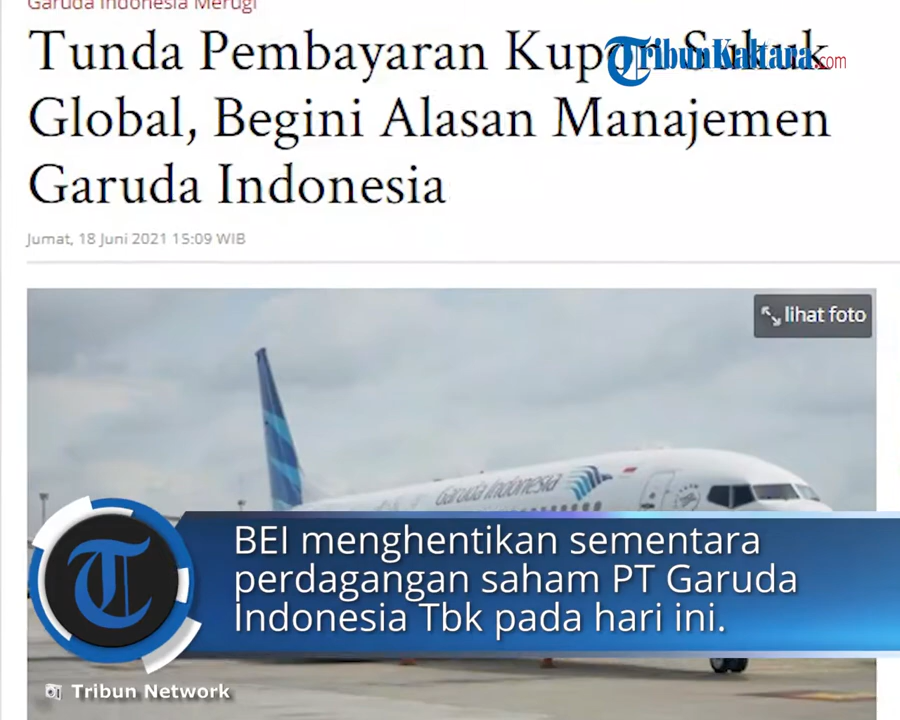 Garuda Indonesia Merugi
Tunda Pembayaran Kupon Sukuk
TribunKaltara.com
Global, Begini Alasan Manajemen
Garuda Indonesia
Jumat, 18 Juni 2021 15:09 WIB
lihat foto
Garuda Indonesia
BEI menghentikan sementara
perdagangan saham PT Garuda
Indonesia Tbk pada hari ini.
T
Tribun Network